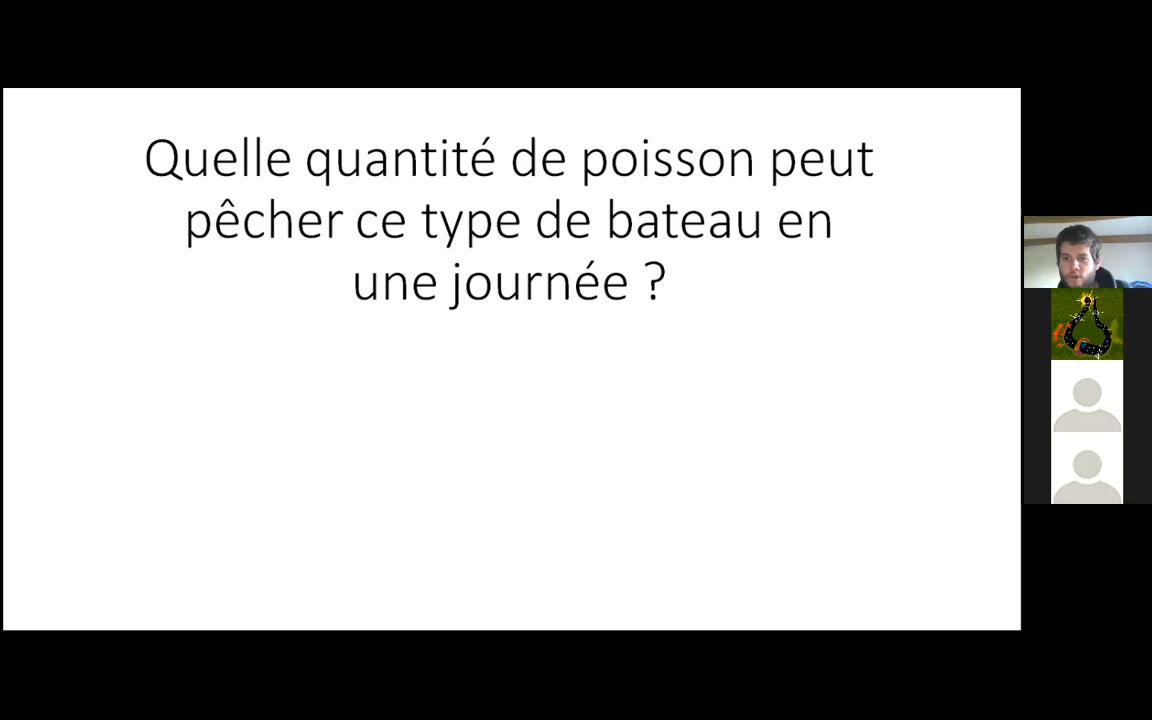 Quelle quantité de poisson peut
pêcher ce type de bateau en
une journée ?